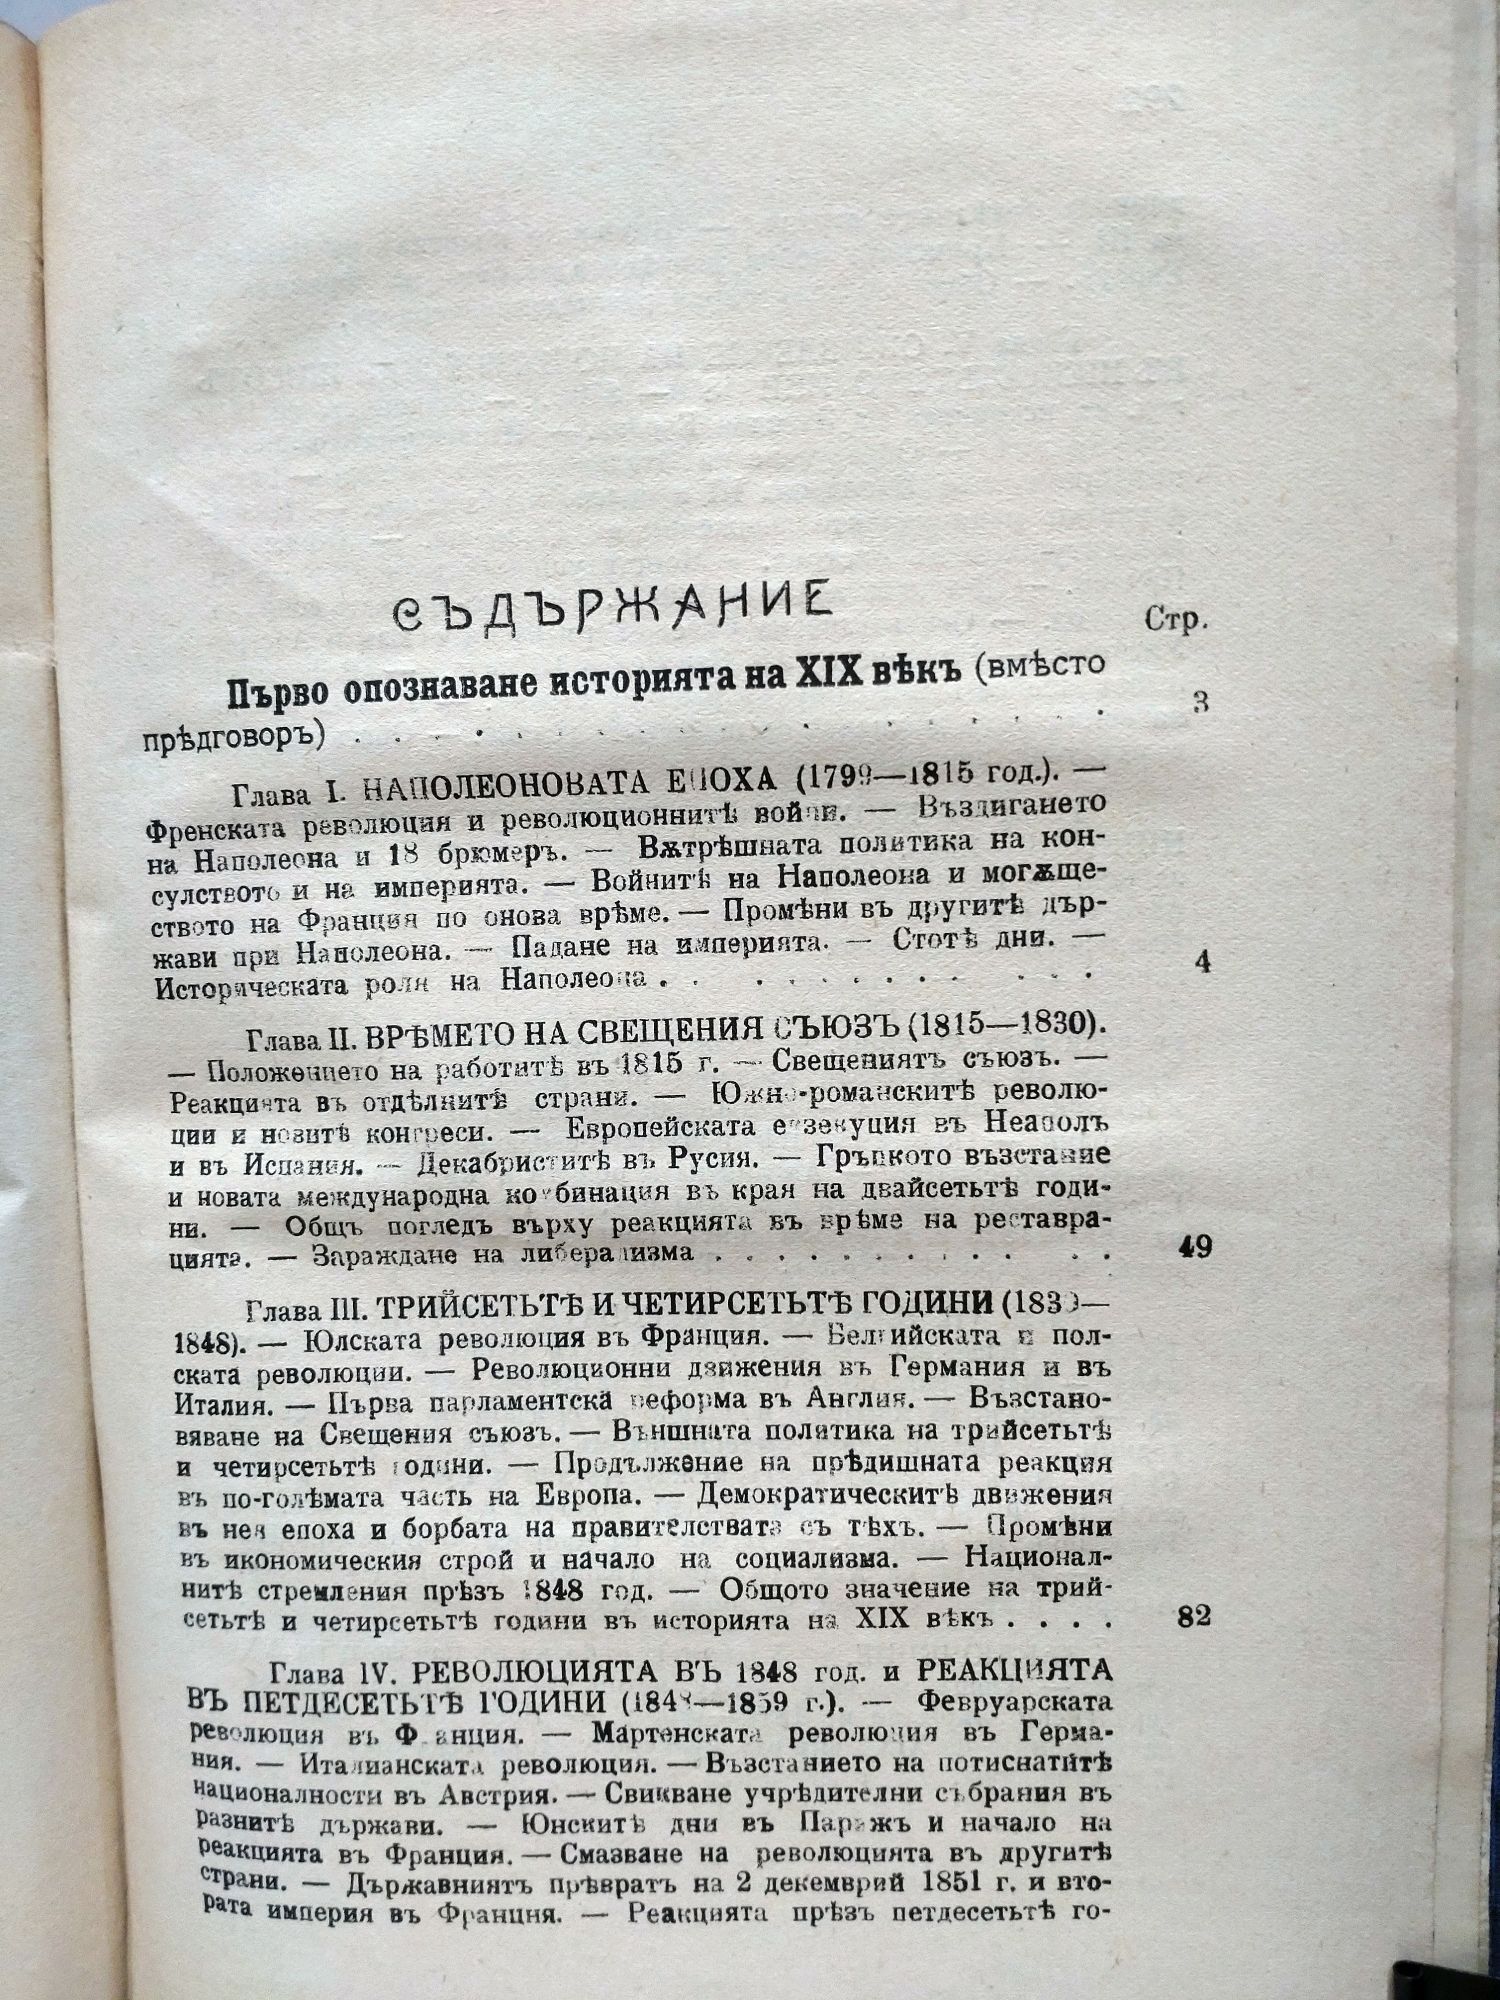 СЪДЪРЖАНИЕ
Стр.
Първо опознаване историята на XIX вѣкъ (вмѣсто
прѣдговоръ) . . . . . . . . . . . . 3
Глава I. НАПОЛЕОНОВАТА ЕПОХА (1799—1815 год.). —
Френската революция и революционнитѣ войни. — Въздигането
на Наполеона и 18 брюмеръ. — Вѫтрѣшната политика на кон-
сулството и на империята. — Войнитѣ на Наполеона и могѫще-
ството на Франция по онова врѣме. — Промѣни въ другитѣ дър-
жави при Наполеона. — Падане на империята. — Стотѣ дни. —
Историческата роля на Наполеона . . . . . . . . . . . 4
Глава II. ВРѢМЕТО НА СВЕЩЕНИЯ СЪЮЗЪ (1815—1830).
— Положението на работитѣ въ 1815 г. — Свещениятъ съюзъ. —
Реакцията въ отдѣлнитѣ страни. — Южно-романскитѣ револю-
ции и новитѣ конгреси. — Европейската екзекуция въ Неаполъ
и въ Испания. — Декабриститѣ въ Русия. — Гръцкото възстание
и новата международна комбинация въ края на двайсетьтѣ годи-
ни. — Общъ погледъ върху реакцията въ врѣме на реставра-
цията. — Зараждане на либерализма . . . . . . . . . . . 49
Глава III. ТРИЙСЕТЬТѢ И ЧЕТИРСЕТЬТѢ ГОДИНИ (1830—
1848). — Юлската революция въ Франция. — Белгийската и пол-
ската революции. — Революционни движения въ Германия и въ
Италия. — Първа парламентска реформа въ Англия. — Възстано-
вяване на Свещения съюзъ. — Външната политика на трийсетьтѣ
и четирсетьтѣ години. — Продължение на прѣдишната реакция
въ по-голѣмата часть на Европа. — Демократическитѣ движения
въ нея епоха и борбата на правителствата съ тѣхъ. — Промѣни
въ икономическия строй и начало на социализма. — Национал-
нитѣ стремления прѣзъ 1848 год. — Общото значение на трий-
сетьтѣ и четирсетьтѣ години въ историята на XIX вѣкъ . . . . 82
Глава IV. РЕВОЛЮЦИЯТА ВЪ 1848 год. и РЕАКЦИЯТА
ВЪ ПЕТДЕСЕТЬТѢ ГОДИНИ (1848—1859 г.). — Февруарската
революция въ Франция. — Мартенската революция въ Герма-
ния. — Италианската революция. — Възстанието на потиснатитѣ
националности въ Австрия. — Свикване учрѣдителни събрания въ
разнитѣ държави. — Юнскитѣ дни въ Парижъ и начало на
реакцията въ Франция. — Смазване на революцията въ другитѣ
страни. — Държавниятъ прѣвратъ на 2 декемврий 1851 г. и вто-
рата империя въ Франция. — Реакцията прѣзъ петдесетьтѣ го-